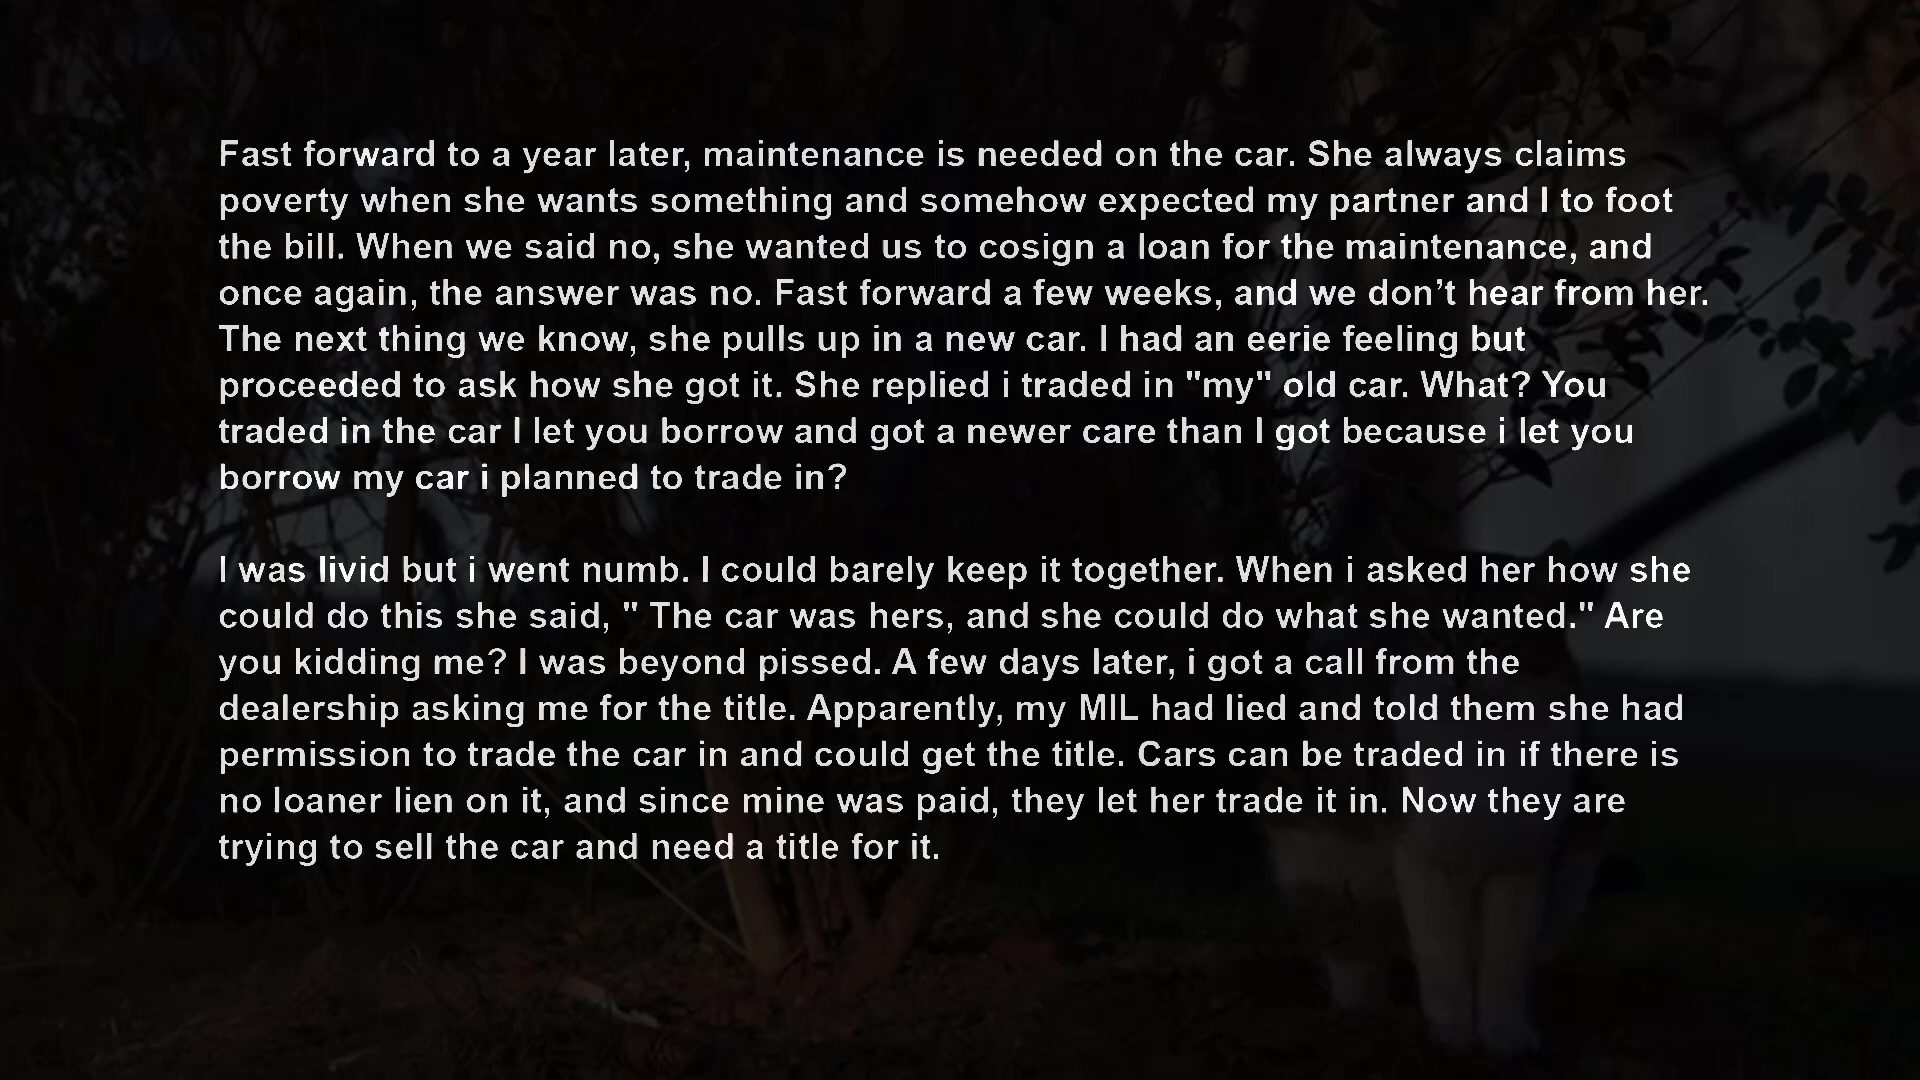 Fast forward to a year later, maintenance is needed on the car. She always claims
poverty when she wants something and somehow expected my partner and I to foot
the bill. When we said no, she wanted us to cosign a loan for the maintenance, and
once again, the answer was no. Fast forward a few weeks, and we don’t hear from her.
The next thing we know, she pulls up in a new car. I had an eerie feeling but
proceeded to ask how she got it. She replied i traded in "my" old car. What? You
traded in the car I let you borrow and got a newer care than I got because i let you
borrow my car i planned to trade in?
I was livid but i went numb. I could barely keep it together. When i asked her how she
could do this she said, " The car was hers, and she could do what she wanted." Are
you kidding me? I was beyond pissed. A few days later, i got a call from the
dealership asking me for the title. Apparently, my MIL had lied and told them she had
permission to trade the car in and could get the title. Cars can be traded in if there is
no loaner lien on it, and since mine was paid, they let her trade it in. Now they are
trying to sell the car and need a title for it.